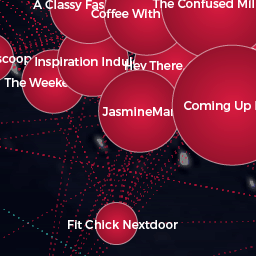 A Classy Fas
Coffee With
The Confused Mil
scoop
Inspiration Indul
Hey There,
The Weeke
JasmineMar
Coming Up
Fit Chick Nextdoor